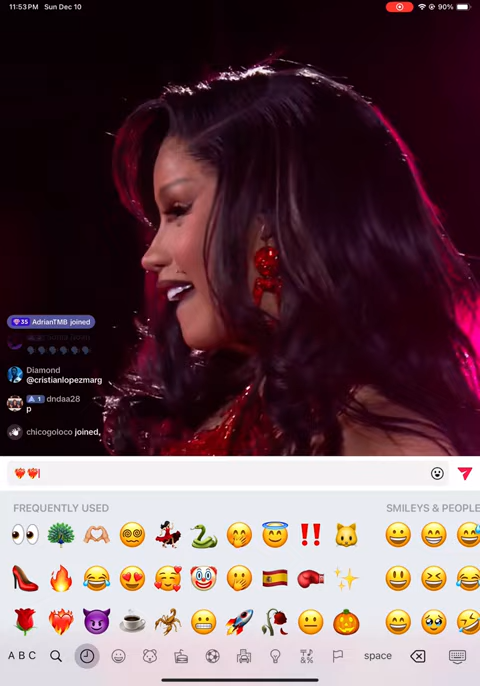 11:53 PM Sun Dec 10
90%
35 AdrianTMB joined
Diamond
@cristianlopezmarg
1 dndaa28
p
chicogoloco joined,
FREQUENTLY USED
SMILEYS & PEOPLE
ABC
space